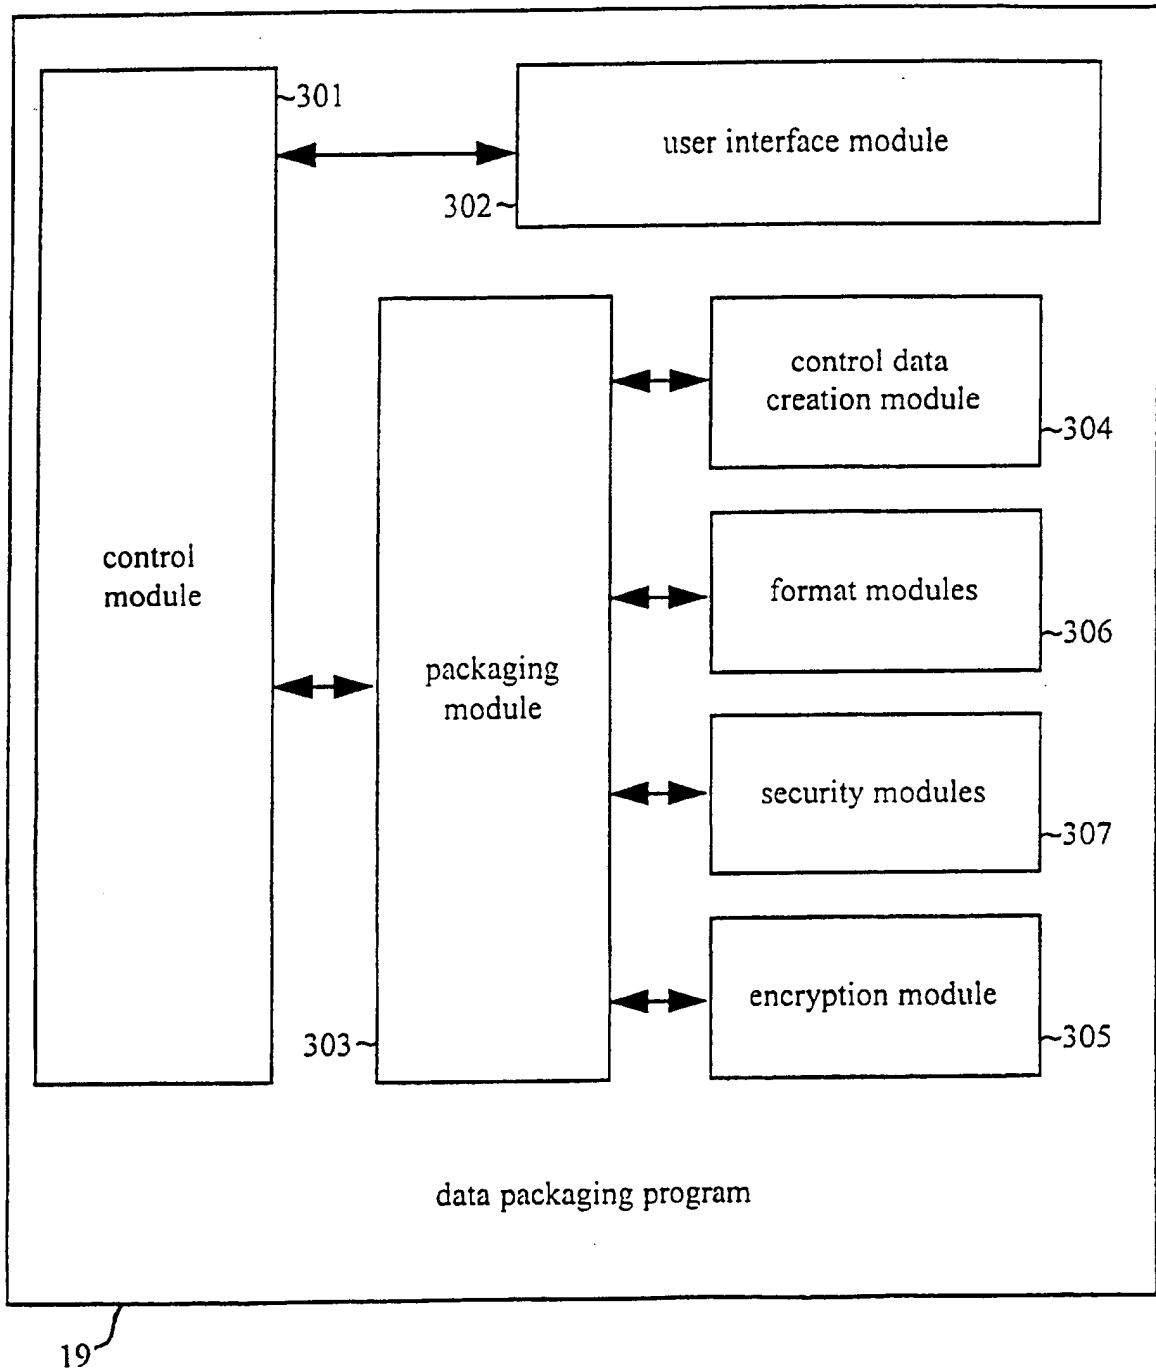 301
user interface module
302
control data
creation module
304
control
module
format modules
306
packaging
module
security modules
307
encryption module
303
305
data packaging program
19